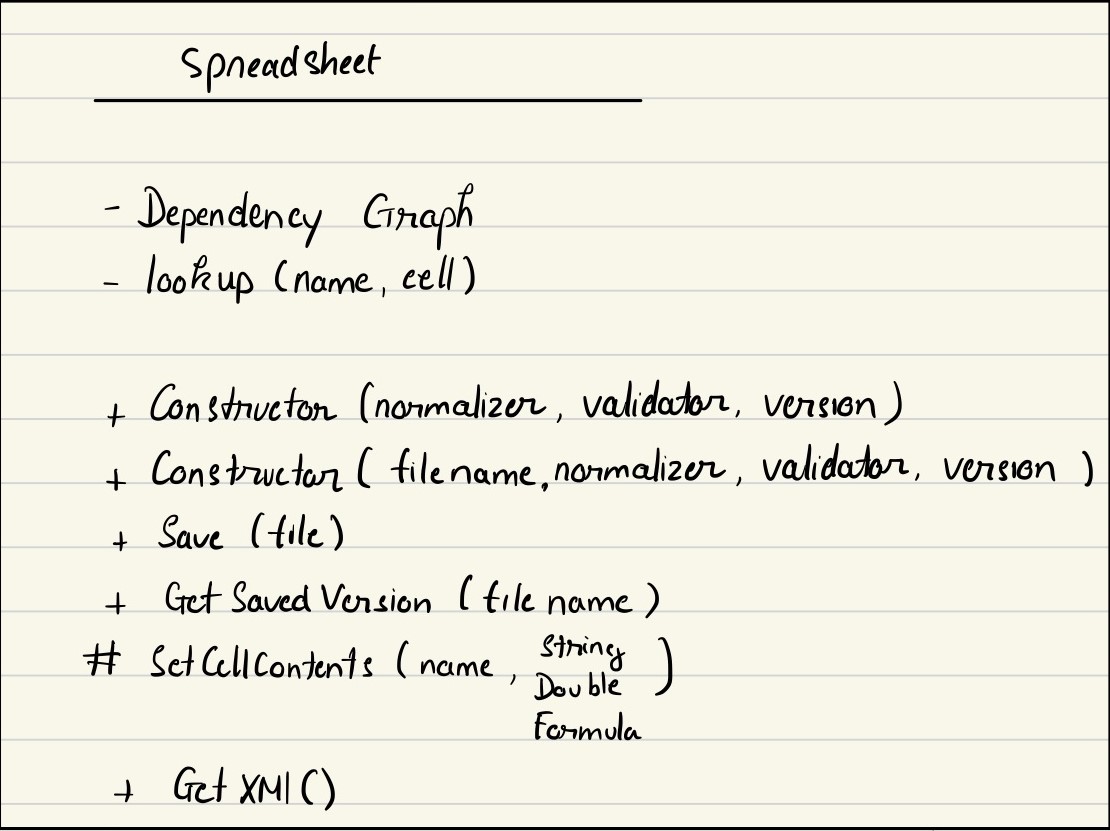 Spreadsheet
- Dependency Graph
- lookup (name, cell)
+ Constructor (normalizer, validator, version)
+ Constructor (filename, normalizer, validator, version)
+ Save (file)
+ Get Saved Version (file name)
# SetCellContents (name, String
Double
Formula)
+ Get XMl ()